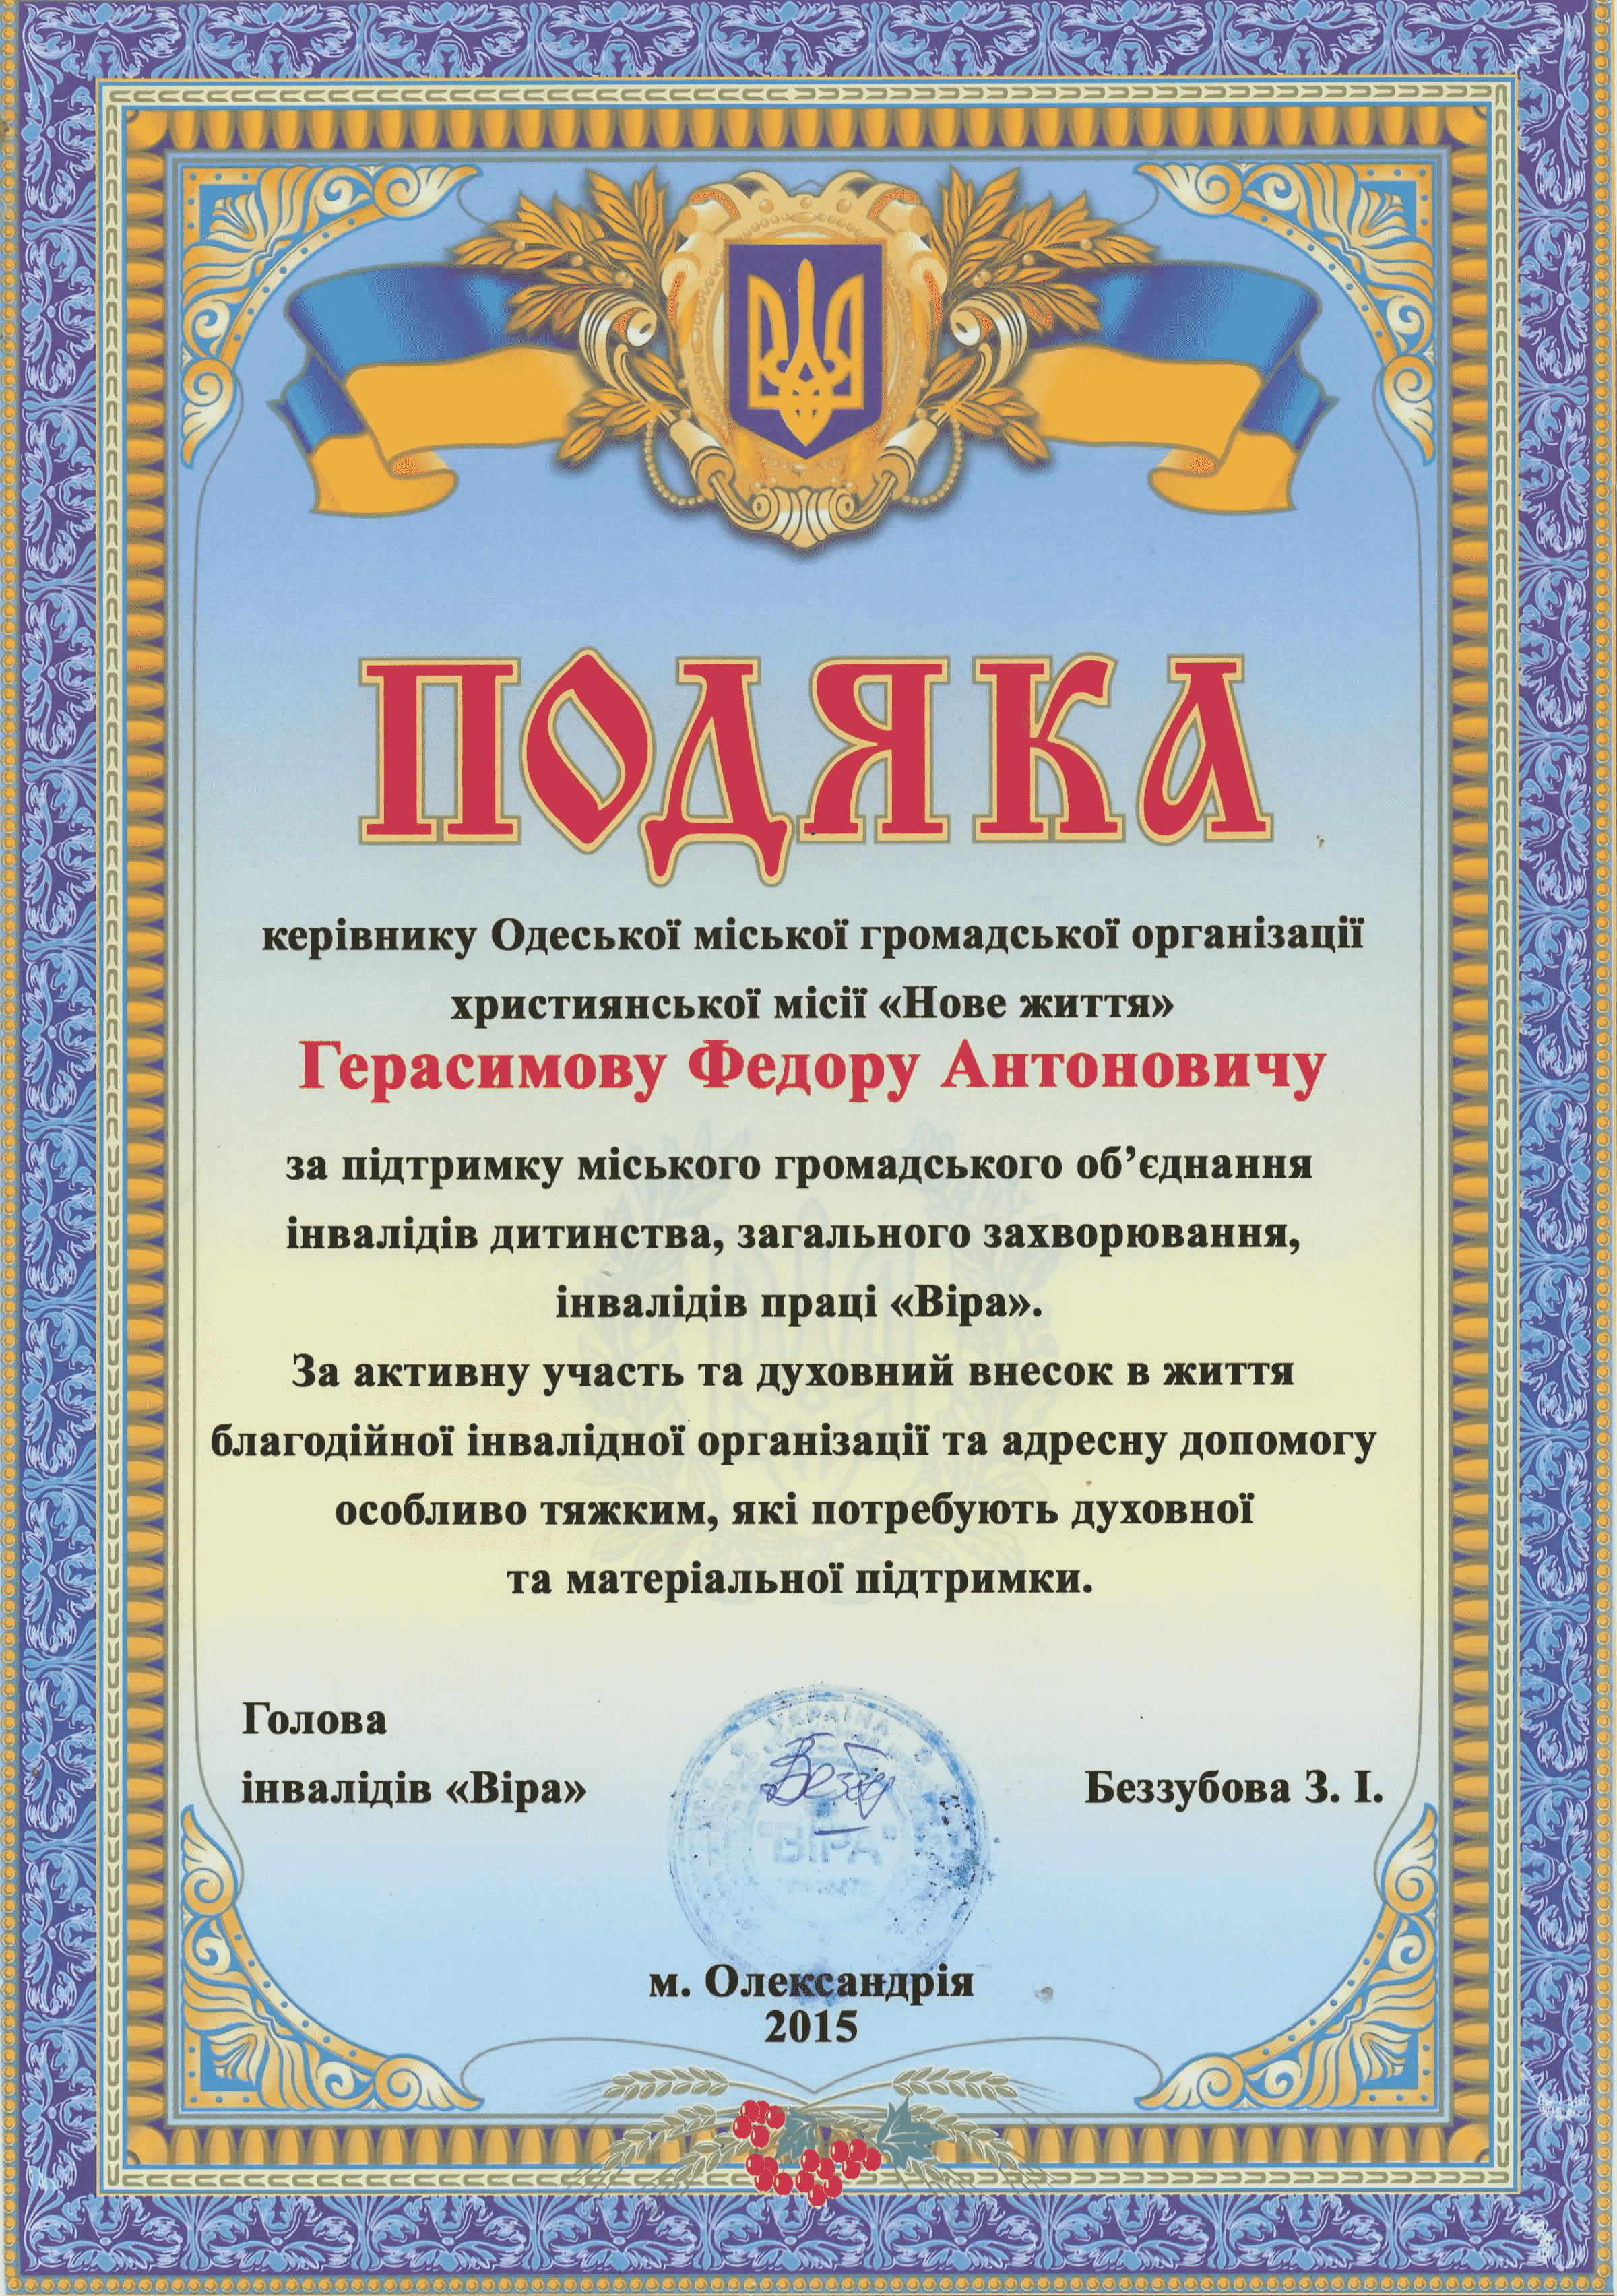 ПОДЯКА
керівнику Одеської міської громадської організації
християнської місії «Нове життя»
Герасимову Федору Антоновичу
за підтримку міського громадського об’єднання
інвалідів дитинства, загального захворювання,
інвалідів праці «Віра».
За активну участь та духовний внесок в життя
благодійної інвалідної організації та адресну допомогу
особливо тяжким, які потребують духовної
та матеріальної підтримки.
Голова
інвалідів «Віра»
УКРАЇНА
"ВІРА"
Беззубова З. І.
м. Олександрія
2015